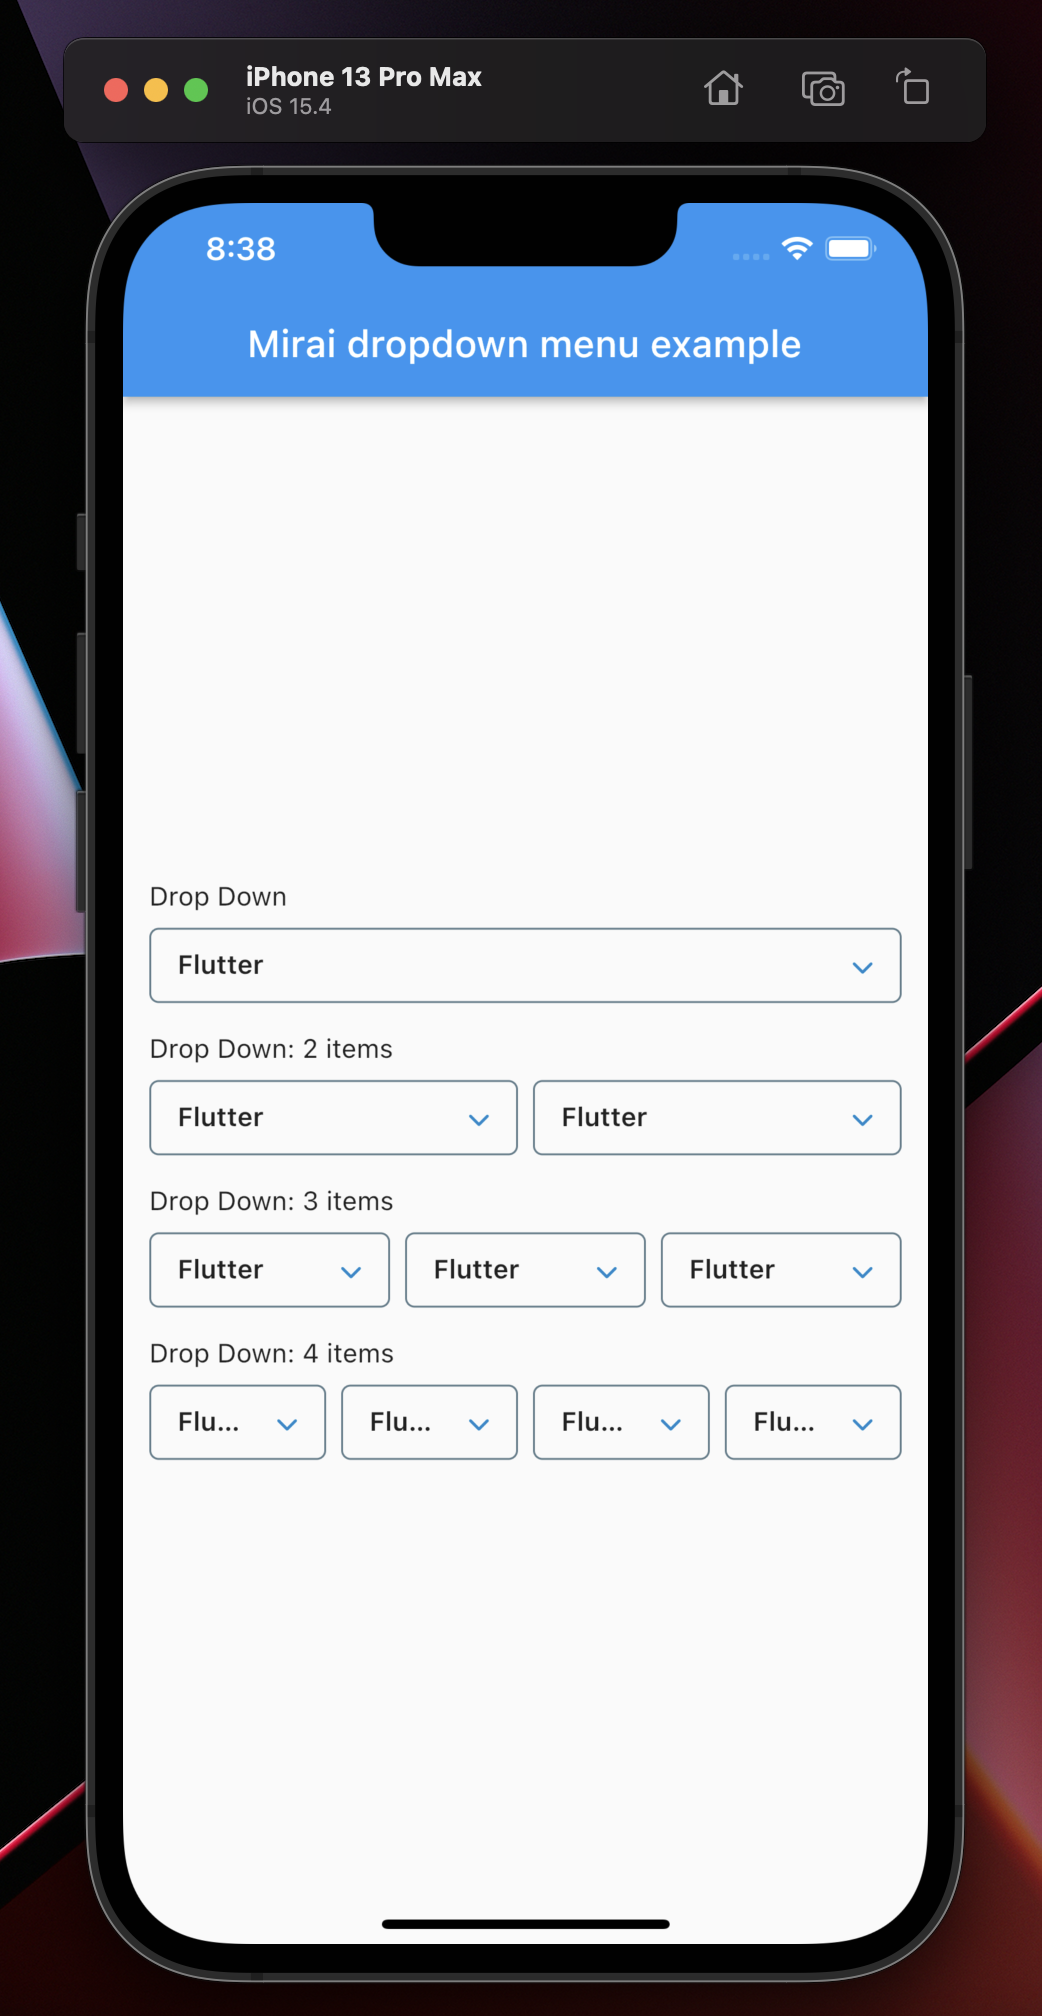 iPhone 13 Pro Max
iOS 15.4
8:38
Mirai dropdown menu example
Drop Down
Flutter
Drop Down: 2 items
Flutter Flutter
Drop Down: 3 items
Flutter Flutter Flutter
Drop Down: 4 items
Flu... Flu... Flu... Flu...